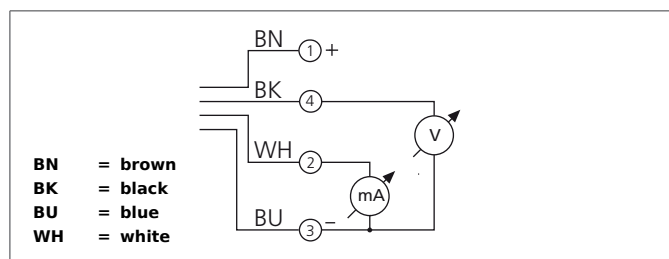 BN 1 +
BK 4
V
WH 2
mA
BU 3 −
BN = brown
BK = black
BU = blue
WH = white